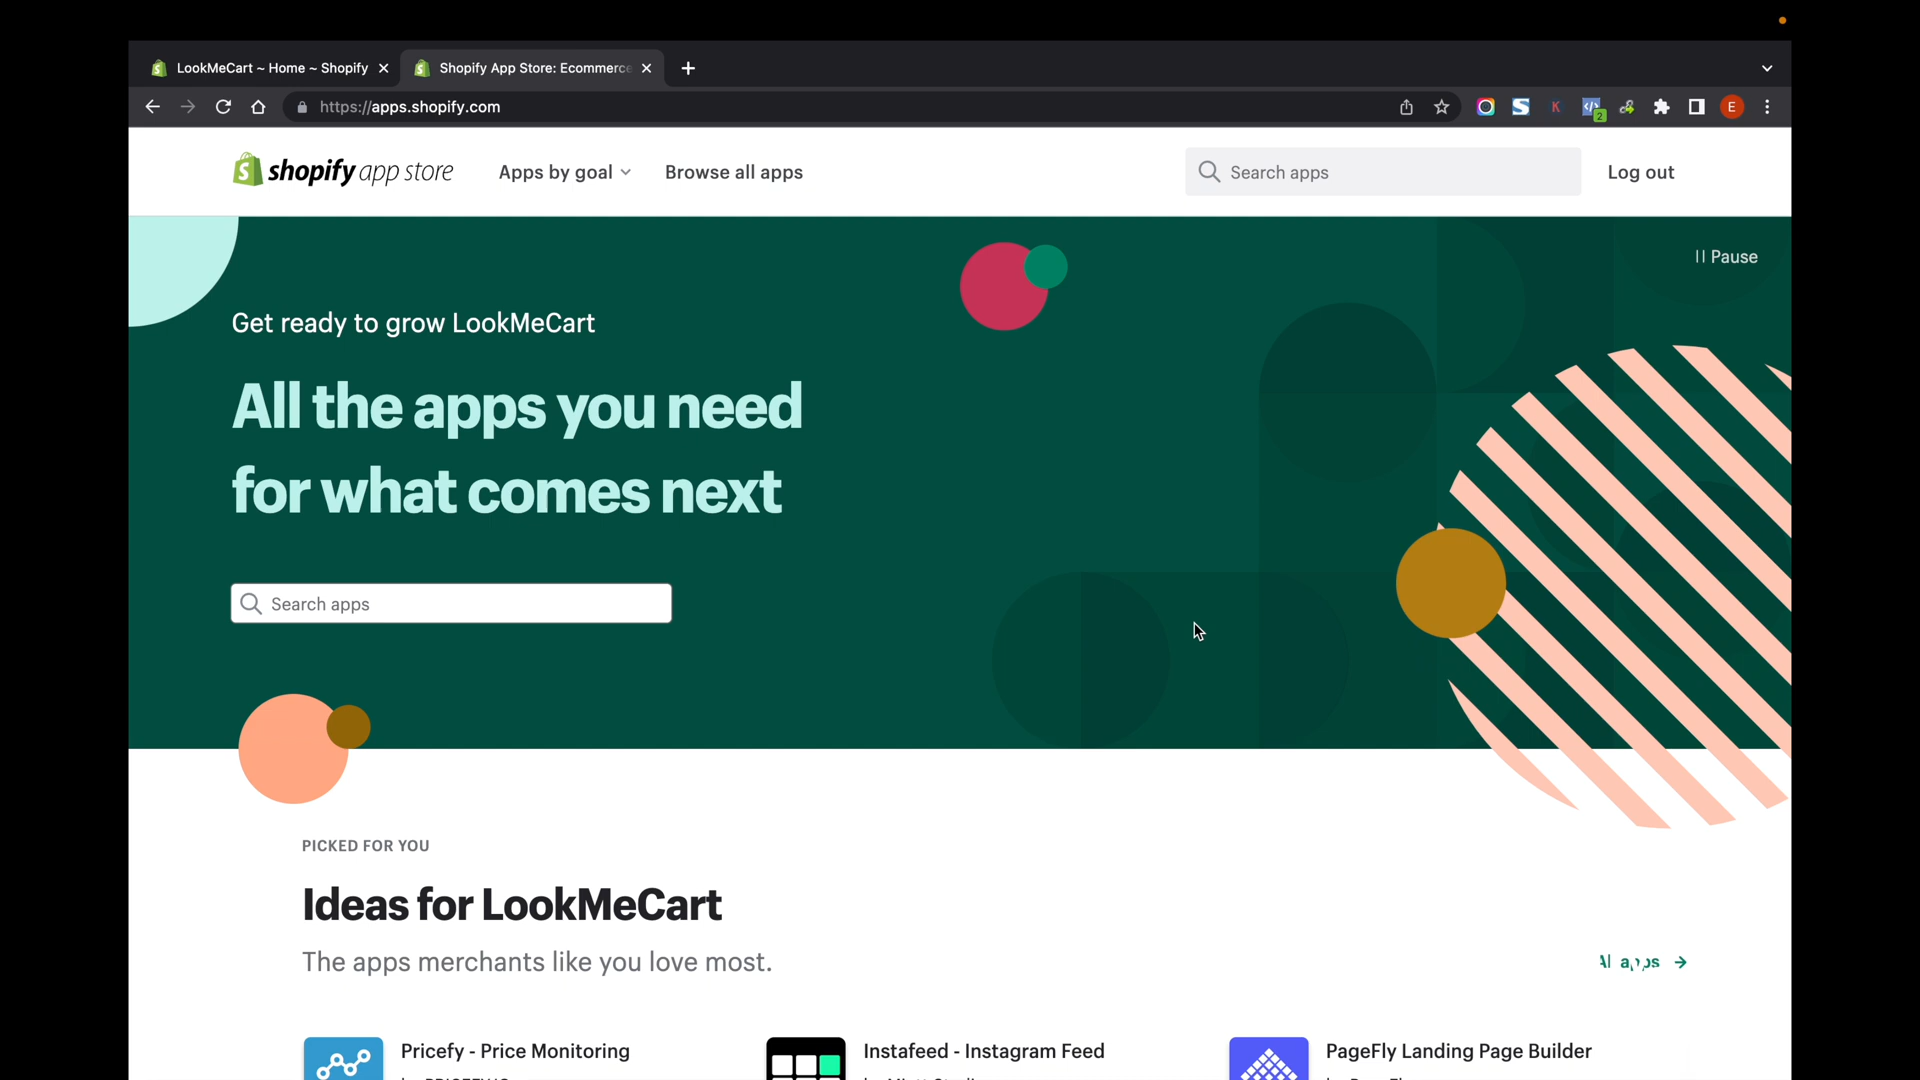 LookMeCart ~ Home ~ Shopify
Shopify App Store: Ecommerce
https://apps.shopify.com
K
2
E
shopify app store
Apps by goal
Browse all apps
Search apps
Log out
Pause
Get ready to grow LookMeCart
All the apps you need
for what comes next
Search apps
PICKED FOR YOU
Ideas for LookMeCart
The apps merchants like you love most.
Pricefy - Price Monitoring
Instafeed - Instagram Feed
PageFly Landing Page Builder